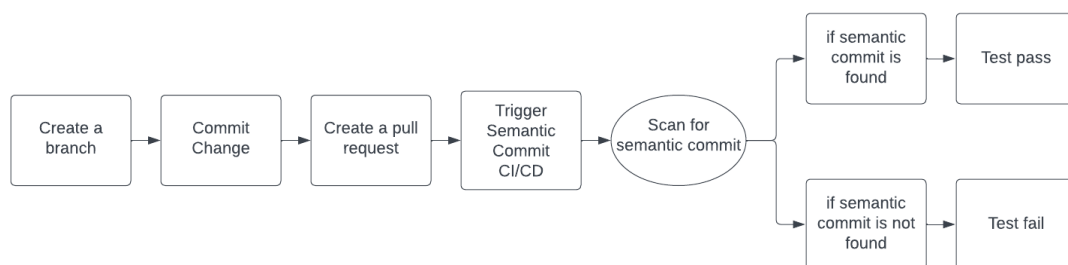 Create a
branch
Commit
Change
Create a pull
request
Trigger
Semantic
Commit
CI/CD
Scan for
semantic commit
if semantic
commit is
found
Test pass
if semantic
commit is not
found
Test fail